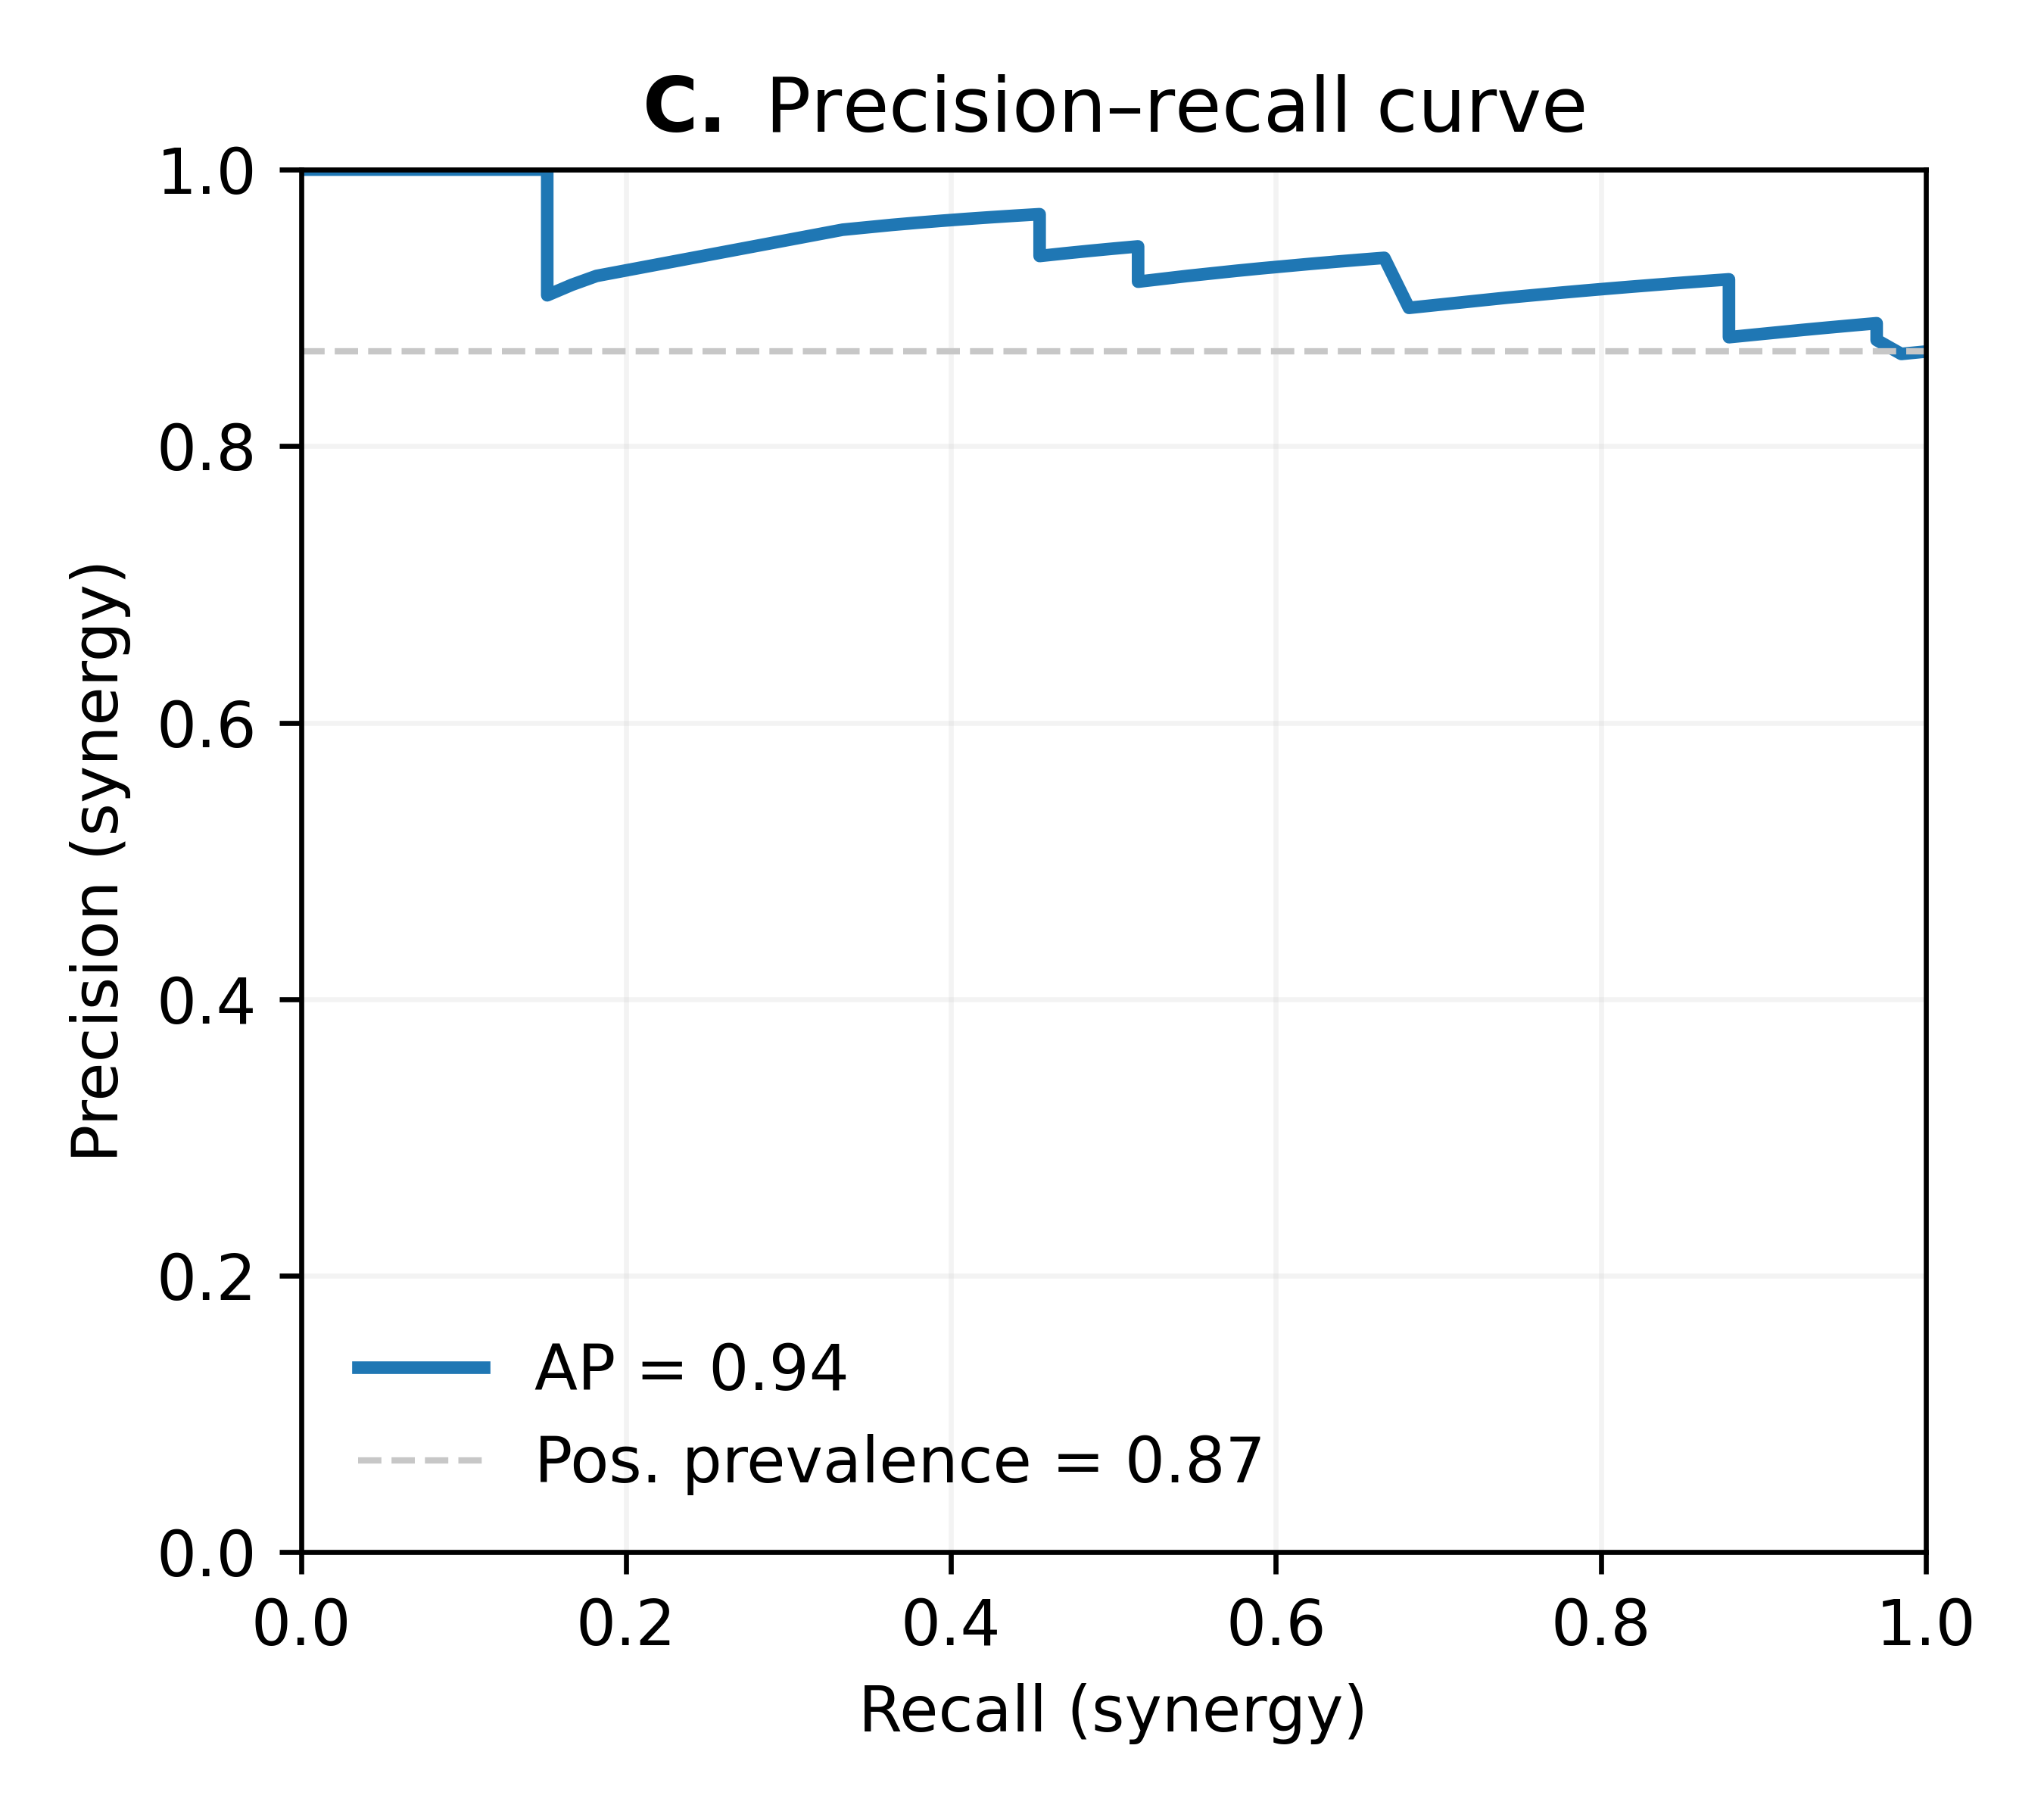 C. Precision–recall curve
1.0
0.8
0.6
0.4
0.2
0.0
Precision (synergy)
AP = 0.94
Pos. prevalence = 0.87
0.0 0.2 0.4 0.6 0.8 1.0
Recall (synergy)